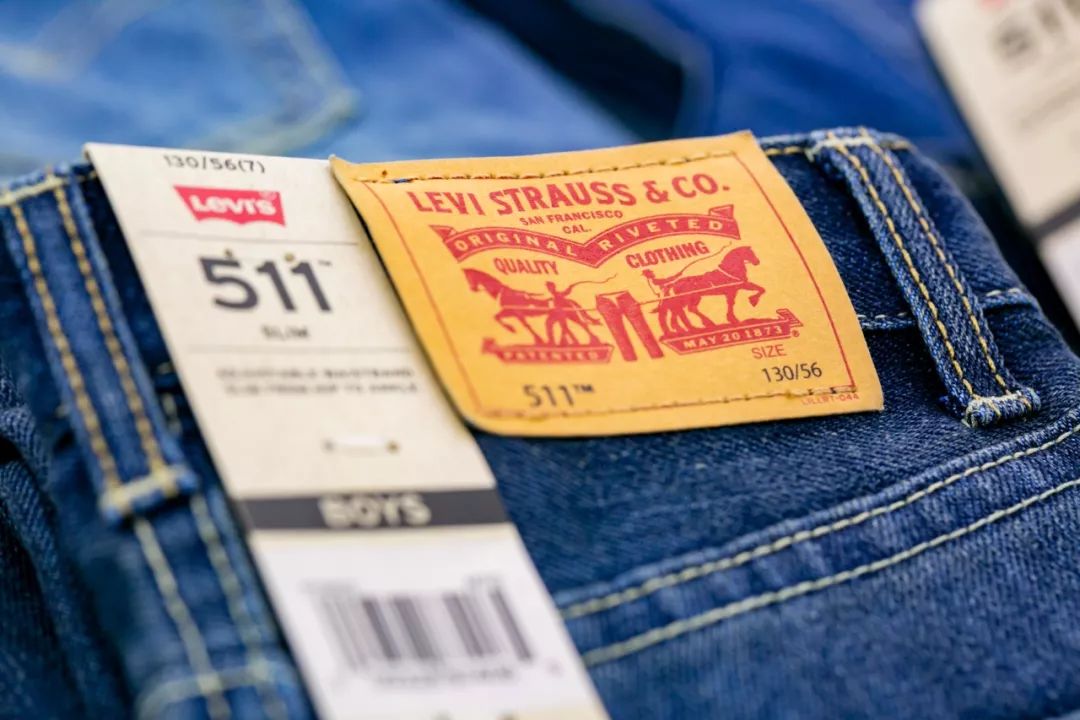 130/56(7)
Levi's
511™
SLIM
BOYS
LEVI STRAUSS & CO.
SAN FRANCISCO
CAL.
ORIGINAL RIVETED
QUALITY CLOTHING
PATENTED
MAY 20 1873
SIZE
511™ 130/56